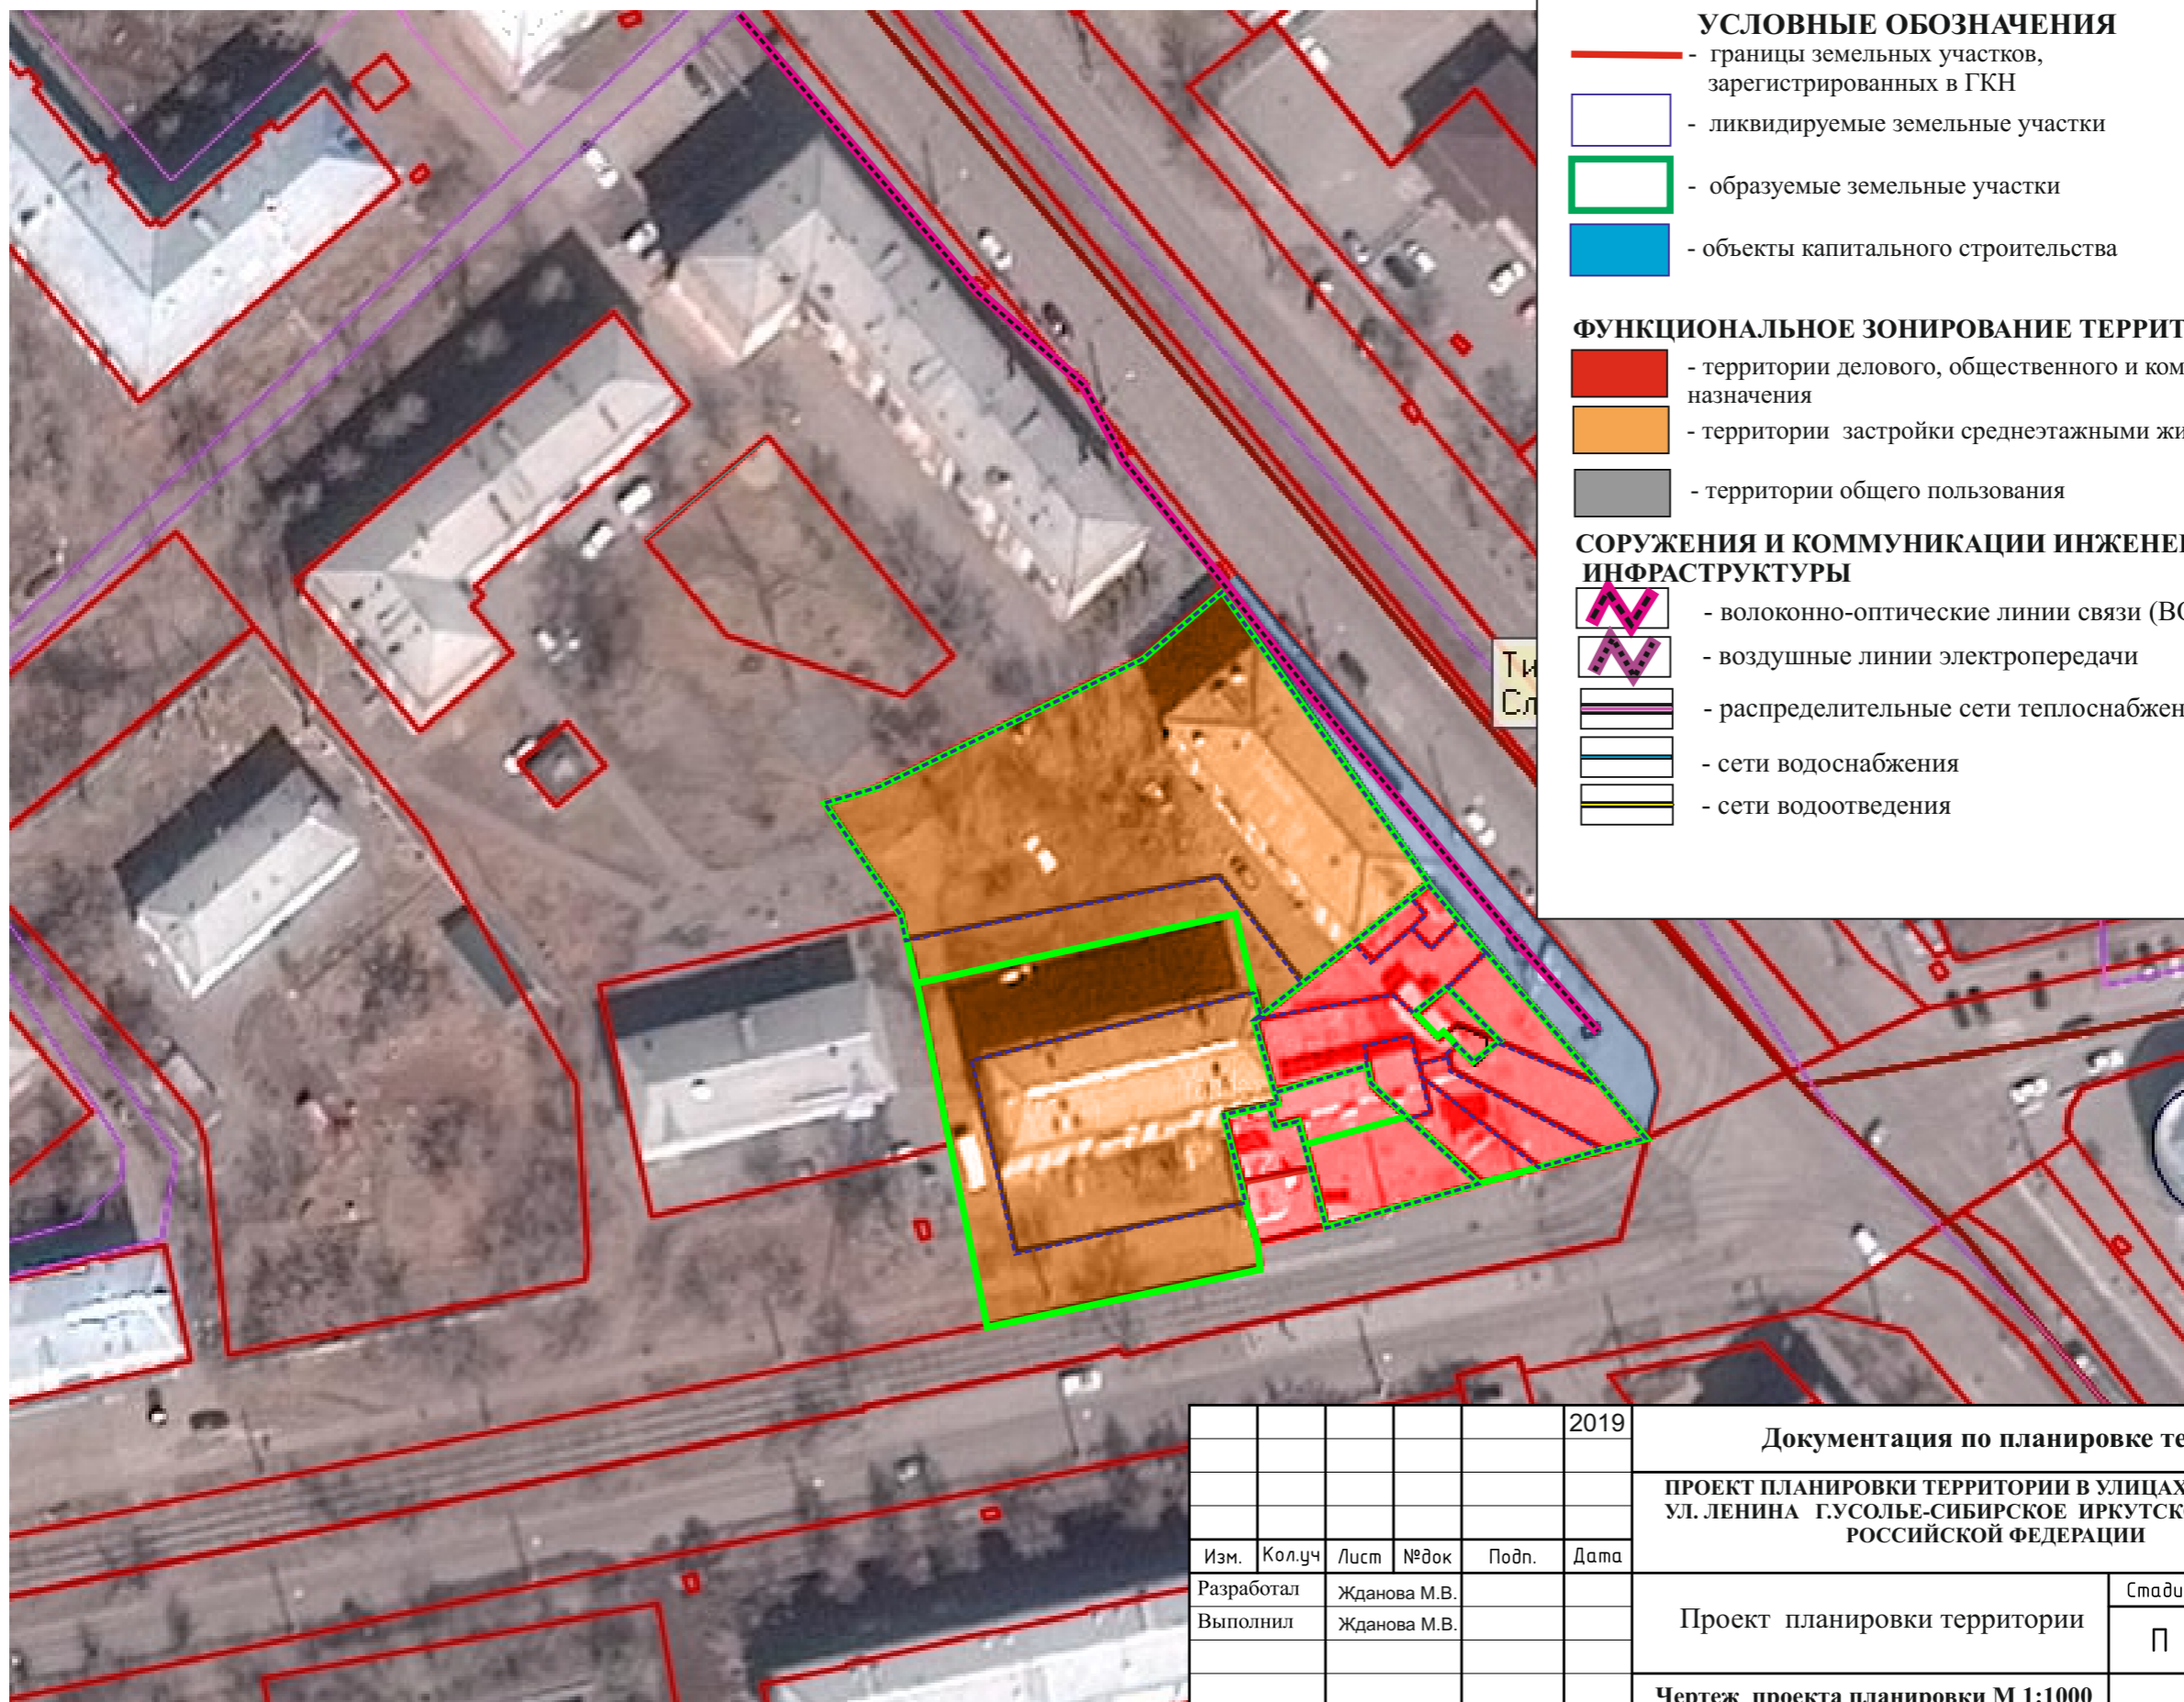 УСЛОВНЫЕ ОБОЗНАЧЕНИЯ
- границы земельных участков,
зарегистрированных в ГКН
- ликвидируемые земельные участки
- образуемые земельные участки
- объекты капитального строительства
ФУНКЦИОНАЛЬНОЕ ЗОНИРОВАНИЕ ТЕРРИТ
- территории делового, общественного и ком
назначения
- территории застройки среднеэтажными жи
- территории общего пользования
СОРУЖЕНИЯ И КОММУНИКАЦИИ ИНЖЕНЕ
ИНФРАСТРУКТУРЫ
- волоконно-оптические линии связи (ВО
- воздушные линии электропередачи
- распределительные сети теплоснабжен
- сети водоснабжения
- сети водоотведения
Ти
Сл
2019
Документация по планировке те
ПРОЕКТ ПЛАНИРОВКИ ТЕРРИТОРИИ В УЛИЦАХ
УЛ. ЛЕНИНА Г.УСОЛЬЕ-СИБИРСКОЕ ИРКУТСК
РОССИЙСКОЙ ФЕДЕРАЦИИ
Изм. Кол.уч Лист №док Подп. Дата
Разработал Жданова М.В.
Выполнил Жданова М.В.
Проект планировки территории
Стади
П
Чертеж проекта планировки М 1:1000